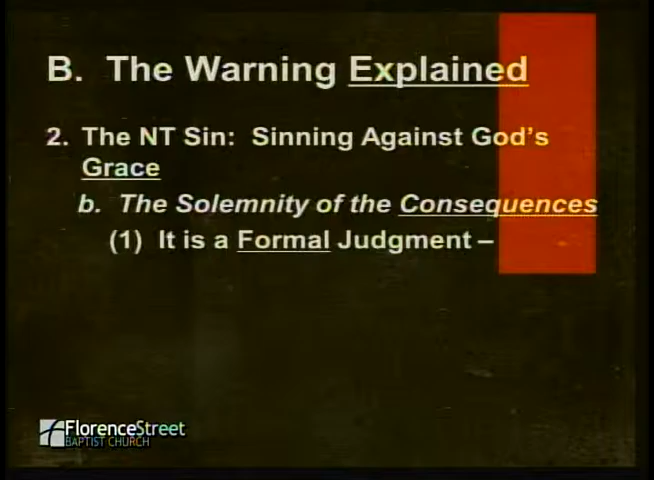 B. The Warning Explained
2. The NT Sin: Sinning Against God's
Grace
b. The Solemnity of the Consequences
(1) It is a Formal Judgment –
FlorenceStreet
BAPTIST CHURCH